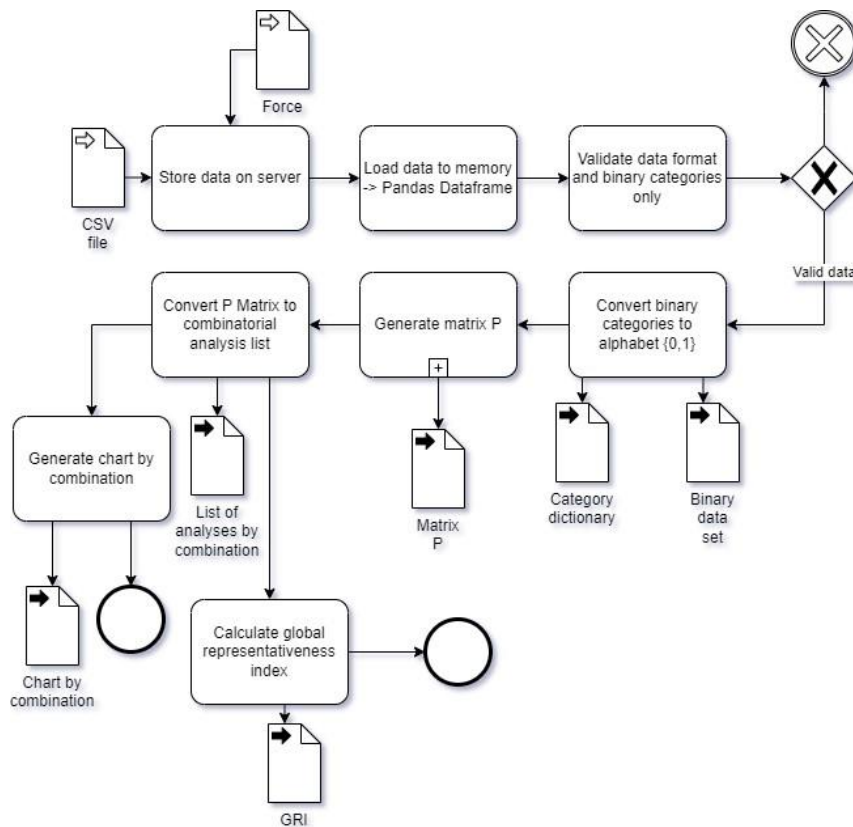 Force
Store data on server
Load data to memory
-> Pandas Dataframe
Validate data format
and binary categories
only
CSV
file
Valid data
Convert P Matrix to
combinatorial
analysis list
Generate matrix P
Convert binary
categories to
alphabet {0,1}
Generate chart by
combination
List of
analyses by
combination
Matrix
P
Category
dictionary
Binary
data
set
Calculate global
representativeness
index
Chart by
combination
GRI